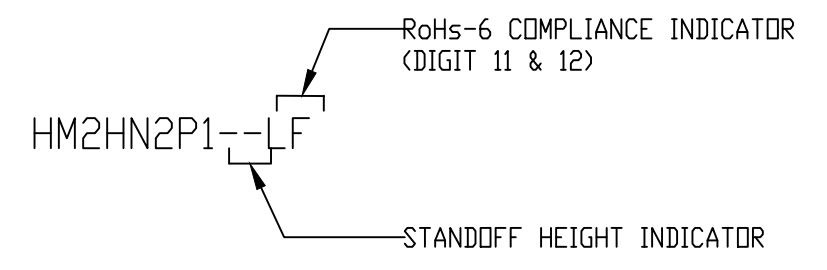 RoHs-6 COMPLIANCE INDICATOR
(DIGIT 11 & 12)
HM2HN2P1--LF
STANDOFF HEIGHT INDICATOR